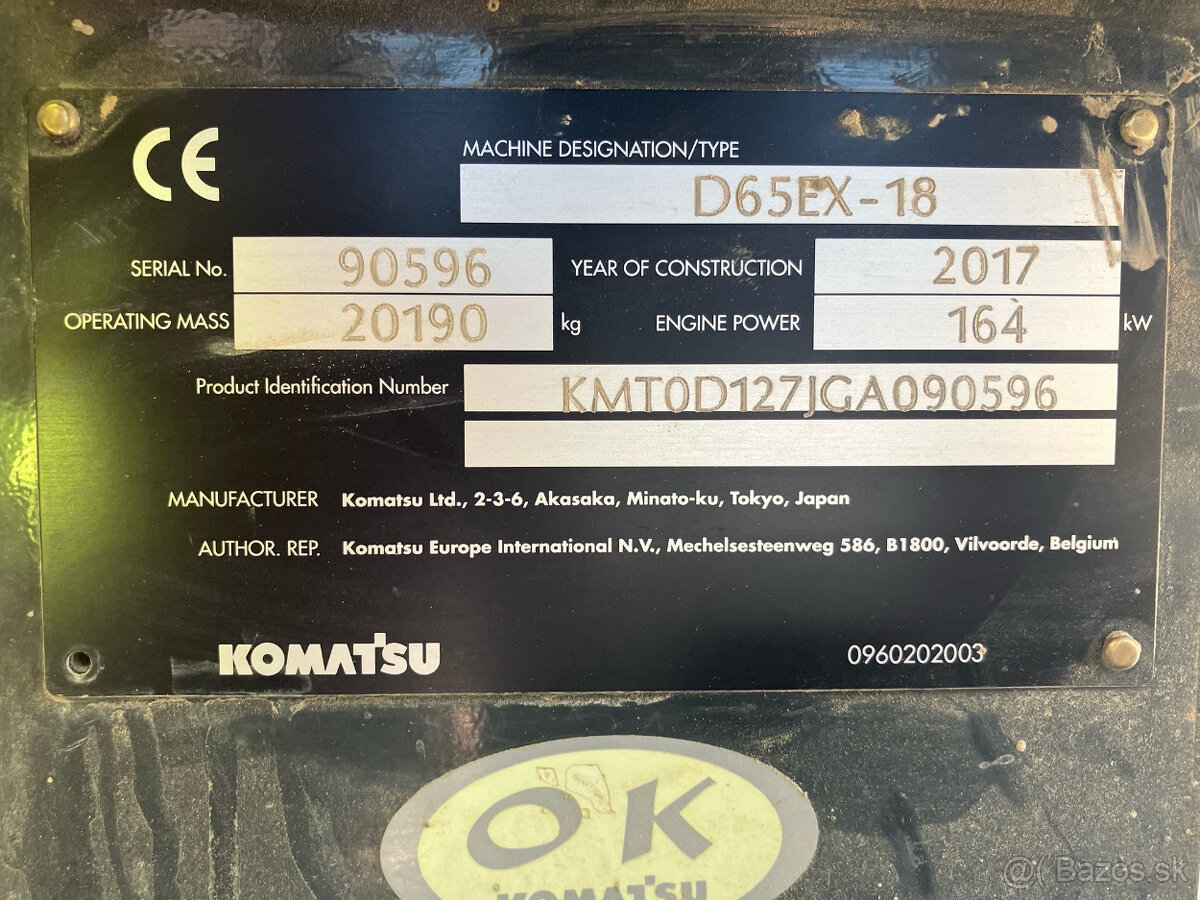 CE
MACHINE DESIGNATION/TYPE
D65EX-18
SERIAL No. 90596 YEAR OF CONSTRUCTION 2017
OPERATING MASS 20190 kg ENGINE POWER 164 kW
Product Identification Number KMT0D127JGA090596
MANUFACTURER Komatsu Ltd., 2-3-6, Akasaka, Minato-ku, Tokyo, Japan
AUTHOR. REP. Komatsu Europe International N.V., Mechelsesteenweg 586, B1800, Vilvoorde, Belgium
KOMATSU 0960202003
OK
KOMATSU
@( Bazos.sk